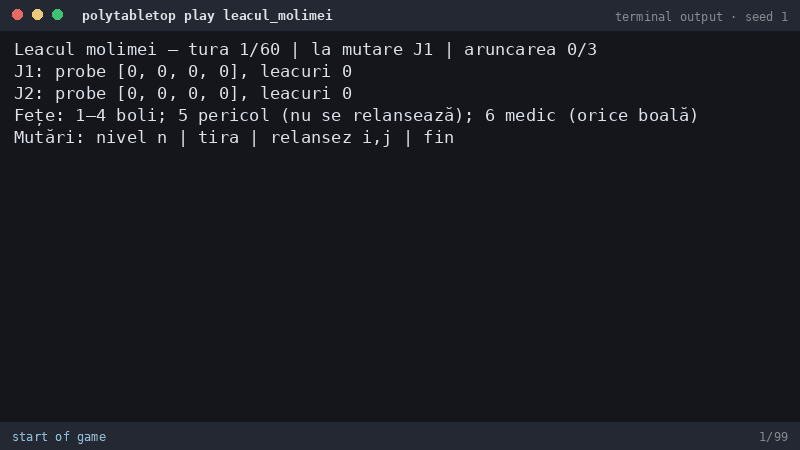 polytabletop play leacul_molimei
terminal output · seed 1
Leacul molimei — tura 1/60 | la mutare J1 | aruncarea 0/3
J1: probe [0, 0, 0, 0], leacuri 0
J2: probe [0, 0, 0, 0], leacuri 0
Fețe: 1–4 boli; 5 pericol (nu se relansează); 6 medic (orice boală)
Mutări: nivel n | tira | relansez i,j | fin
start of game
1/99